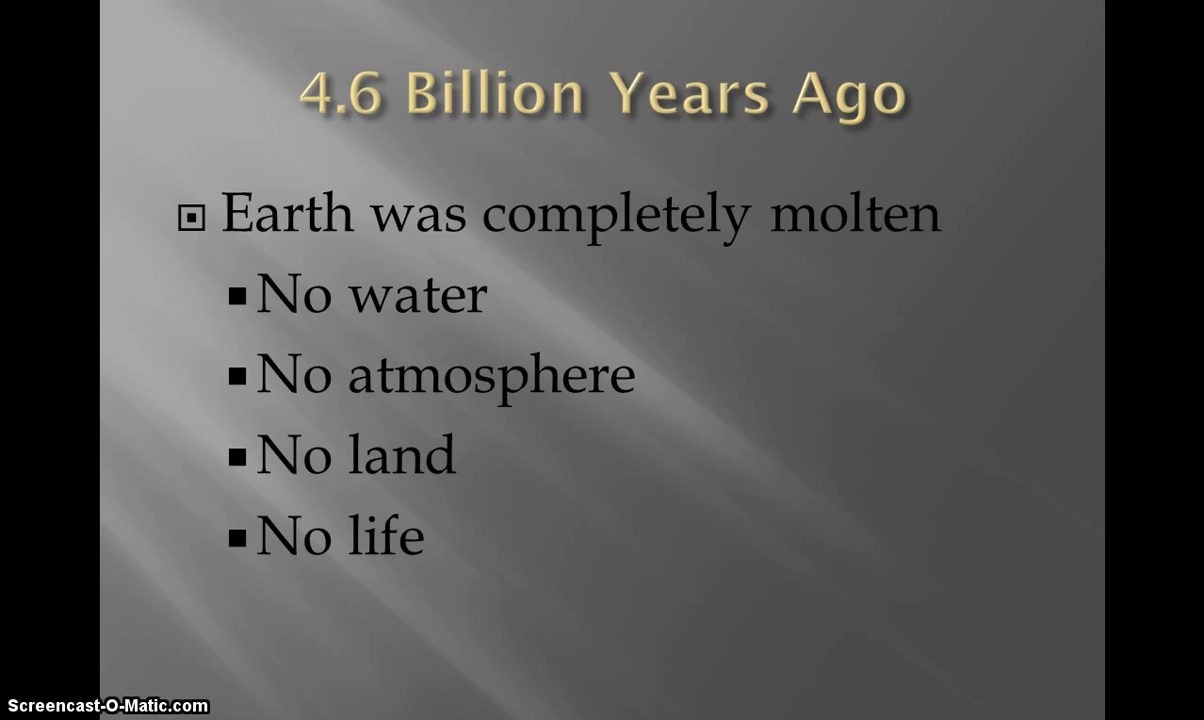 4.6 Billion Years Ago
Earth was completely molten
No water
No atmosphere
No land
No life
Screencast-O-Matic.com